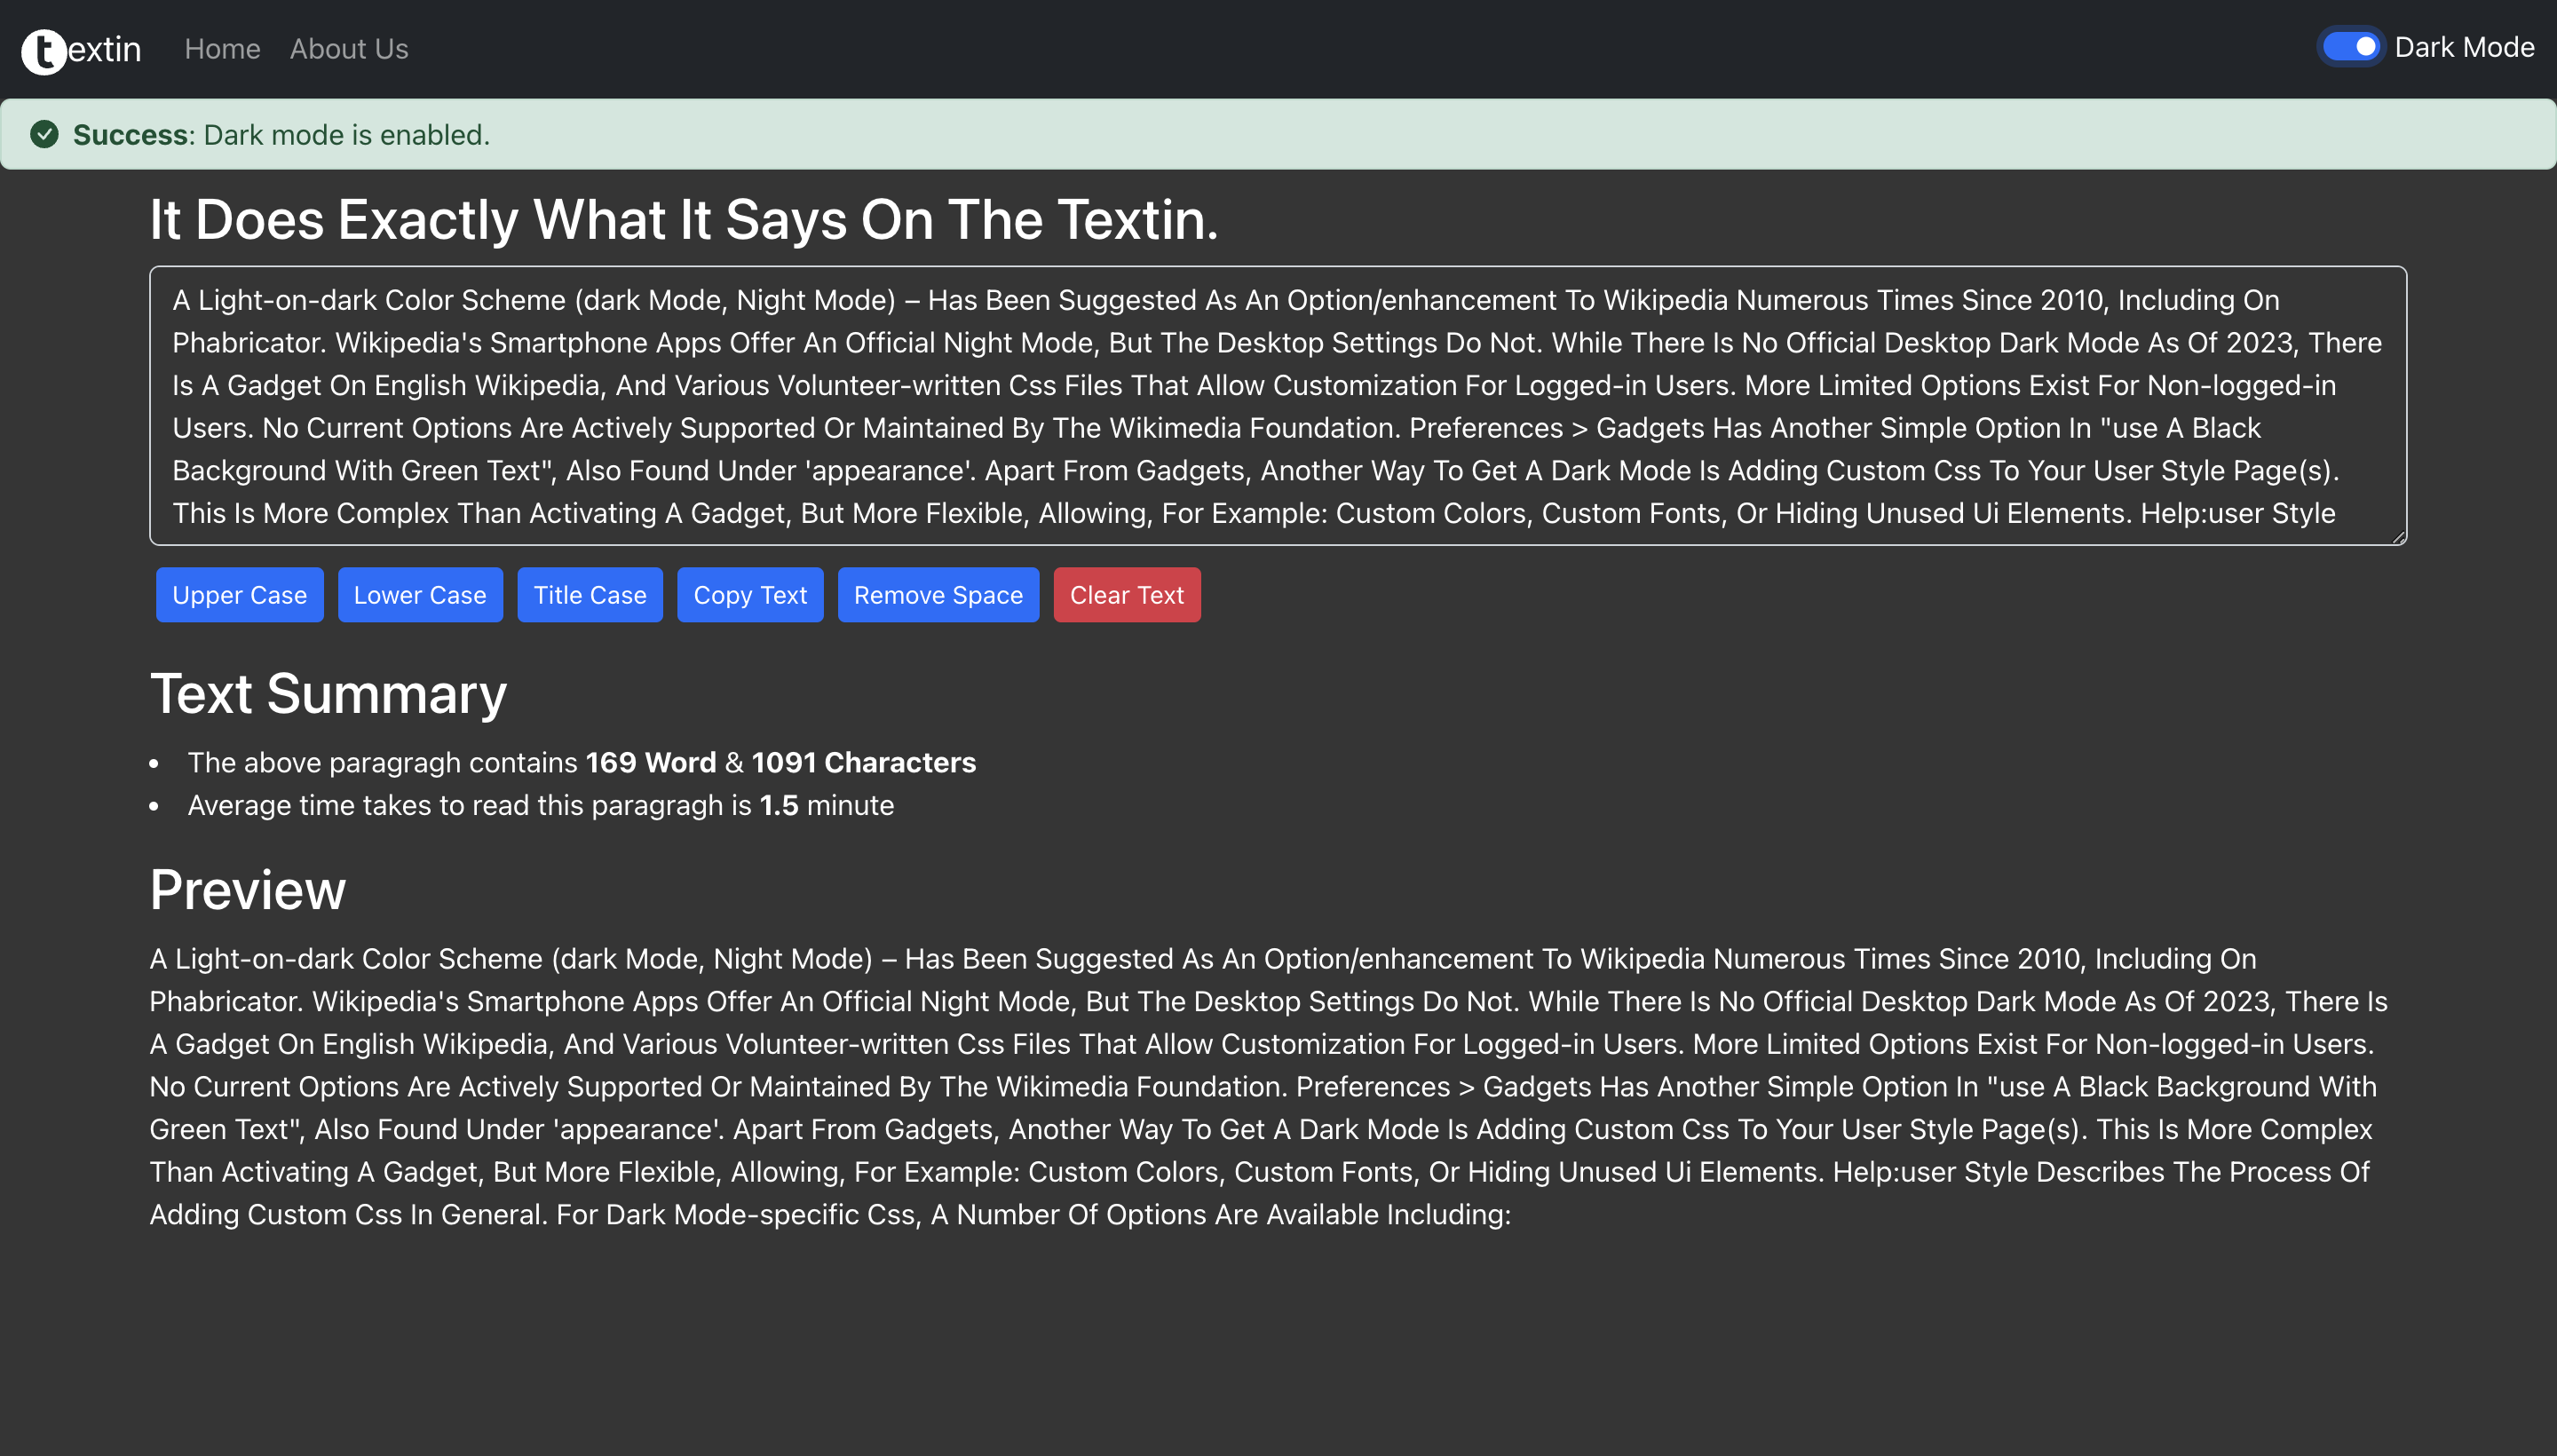 textin Home About Us Dark Mode
Success: Dark mode is enabled.
It Does Exactly What It Says On The Textin.
A Light-on-dark Color Scheme (dark Mode, Night Mode) – Has Been Suggested As An Option/enhancement To Wikipedia Numerous Times Since 2010, Including On
Phabricator. Wikipedia's Smartphone Apps Offer An Official Night Mode, But The Desktop Settings Do Not. While There Is No Official Desktop Dark Mode As Of 2023, There
Is A Gadget On English Wikipedia, And Various Volunteer-written Css Files That Allow Customization For Logged-in Users. More Limited Options Exist For Non-logged-in
Users. No Current Options Are Actively Supported Or Maintained By The Wikimedia Foundation. Preferences > Gadgets Has Another Simple Option In "use A Black
Background With Green Text", Also Found Under 'appearance'. Apart From Gadgets, Another Way To Get A Dark Mode Is Adding Custom Css To Your User Style Page(s).
This Is More Complex Than Activating A Gadget, But More Flexible, Allowing, For Example: Custom Colors, Custom Fonts, Or Hiding Unused Ui Elements. Help:user Style
Upper Case Lower Case Title Case Copy Text Remove Space Clear Text
Text Summary
• The above paragragh contains 169 Word & 1091 Characters
• Average time takes to read this paragragh is 1.5 minute
Preview
A Light-on-dark Color Scheme (dark Mode, Night Mode) – Has Been Suggested As An Option/enhancement To Wikipedia Numerous Times Since 2010, Including On
Phabricator. Wikipedia's Smartphone Apps Offer An Official Night Mode, But The Desktop Settings Do Not. While There Is No Official Desktop Dark Mode As Of 2023, There Is
A Gadget On English Wikipedia, And Various Volunteer-written Css Files That Allow Customization For Logged-in Users. More Limited Options Exist For Non-logged-in Users.
No Current Options Are Actively Supported Or Maintained By The Wikimedia Foundation. Preferences > Gadgets Has Another Simple Option In "use A Black Background With
Green Text", Also Found Under 'appearance'. Apart From Gadgets, Another Way To Get A Dark Mode Is Adding Custom Css To Your User Style Page(s). This Is More Complex
Than Activating A Gadget, But More Flexible, Allowing, For Example: Custom Colors, Custom Fonts, Or Hiding Unused Ui Elements. Help:user Style Describes The Process Of
Adding Custom Css In General. For Dark Mode-specific Css, A Number Of Options Are Available Including: